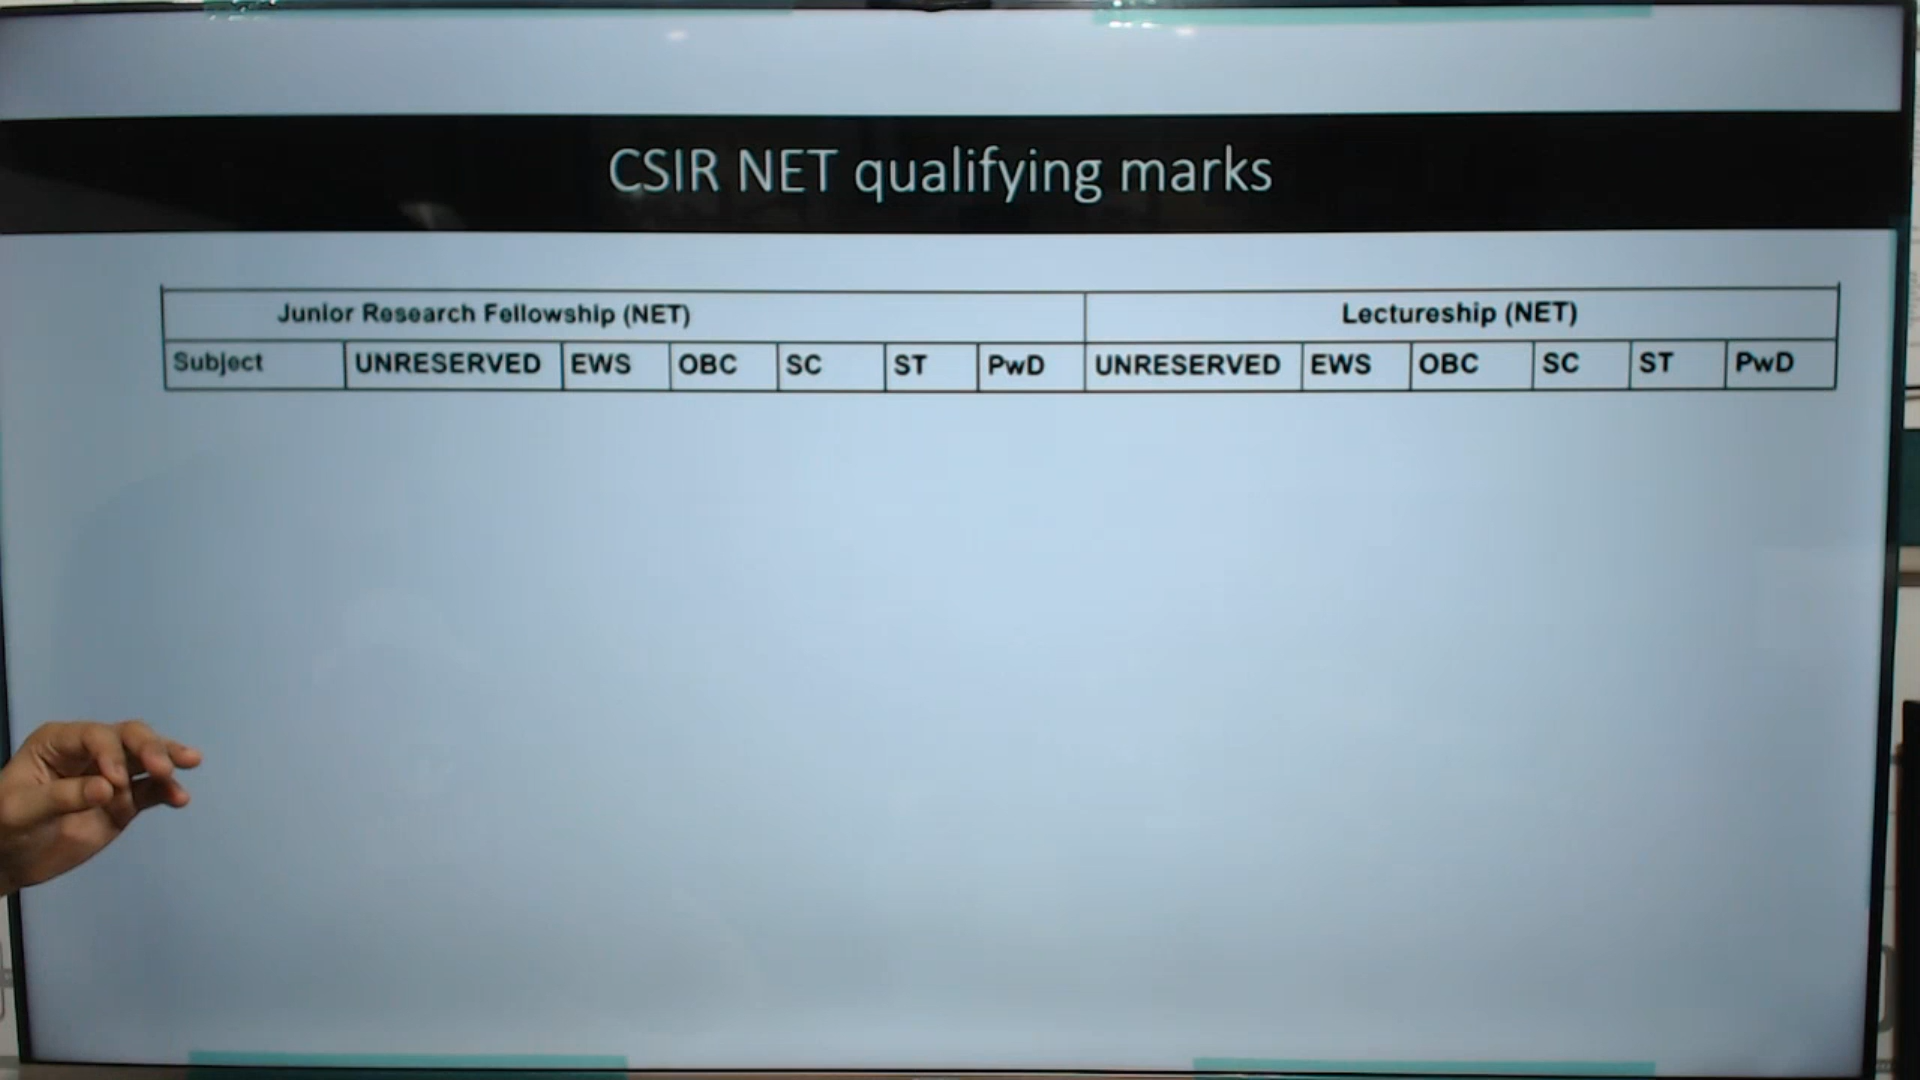 CSIR NET qualifying marks
Junior Research Fellowship (NET) Lectureship (NET)
Subject UNRESERVED EWS OBC SC ST PwD UNRESERVED EWS OBC SC ST PwD